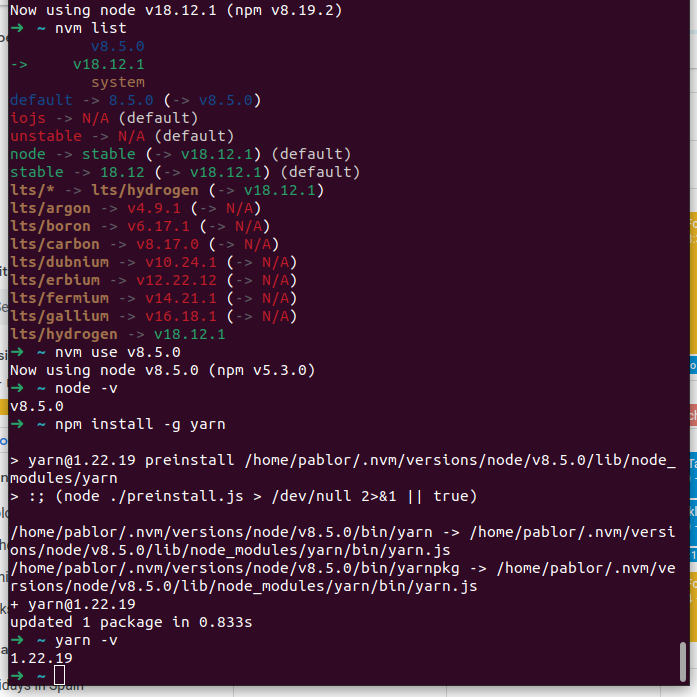 Now using node v18.12.1 (npm v8.19.2)
➜ ~ nvm list
v8.5.0
-> v18.12.1
system
default -> 8.5.0 (-> v8.5.0)
iojs -> N/A (default)
unstable -> N/A (default)
node -> stable (-> v18.12.1) (default)
stable -> 18.12 (-> v18.12.1) (default)
lts/* -> lts/hydrogen (-> v18.12.1)
lts/argon -> v4.9.1 (-> N/A)
lts/boron -> v6.17.1 (-> N/A)
lts/carbon -> v8.17.0 (-> N/A)
lts/dubnium -> v10.24.1 (-> N/A)
lts/erbium -> v12.22.12 (-> N/A)
lts/fermium -> v14.21.1 (-> N/A)
lts/gallium -> v16.18.1 (-> N/A)
lts/hydrogen -> v18.12.1
➜ ~ nvm use v8.5.0
Now using node v8.5.0 (npm v5.3.0)
➜ ~ node -v
v8.5.0
➜ ~ npm install -g yarn
> yarn@1.22.19 preinstall /home/pablor/.nvm/versions/node/v8.5.0/lib/node_
modules/yarn
> :; (node ./preinstall.js > /dev/null 2>&1 || true)
/home/pablor/.nvm/versions/node/v8.5.0/bin/yarn -> /home/pablor/.nvm/versi
ons/node/v8.5.0/lib/node_modules/yarn/bin/yarn.js
/home/pablor/.nvm/versions/node/v8.5.0/bin/yarnpkg -> /home/pablor/.nvm/ve
rsions/node/v8.5.0/lib/node_modules/yarn/bin/yarn.js
+ yarn@1.22.19
updated 1 package in 0.833s
➜ ~ yarn -v
1.22.19
➜ ~
idays in Spain